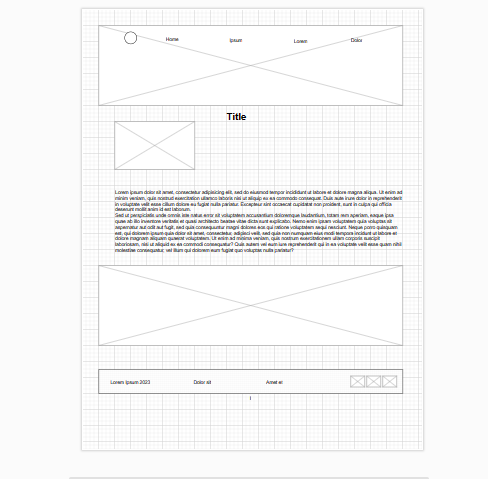 Home
Ipsum
Lorem
Dolor
Title
Lorem ipsum dolor sit amet, consectetur adipisicing elit, sed do eiusmod tempor incididunt ut labore et dolore magna aliqua. Ut enim ad
minim veniam, quis nostrud exercitation ullamco laboris nisi ut aliquip ex ea commodo consequat. Duis aute irure dolor in reprehenderit
in voluptate velit esse cillum dolore eu fugiat nulla pariatur. Excepteur sint occaecat cupidatat non proident, sunt in culpa qui officia
deserunt mollit anim id est laborum.
Sed ut perspiciatis unde omnis iste natus error sit voluptatem accusantium doloremque laudantium, totam rem aperiam, eaque ipsa
quae ab illo inventore veritatis et quasi architecto beatae vitae dicta sunt explicabo. Nemo enim ipsam voluptatem quia voluptas sit
aspernatur aut odit aut fugit, sed quia consequuntur magni dolores eos qui ratione voluptatem sequi nesciunt. Neque porro quisquam
est, qui dolorem ipsum quia dolor sit amet, consectetur, adipisci velit, sed quia non numquam eius modi tempora incidunt ut labore et
dolore magnam aliquam quaerat voluptatem. Ut enim ad minima veniam, quis nostrum exercitationem ullam corporis suscipit
laboriosam, nisi ut aliquid ex ea commodi consequatur? Quis autem vel eum iure reprehenderit qui in ea voluptate velit esse quam nihil
molestiae consequatur, vel illum qui dolorem eum fugiat quo voluptas nulla pariatur?
Lorem Ipsum 2023
Dolor sit
Amet ei